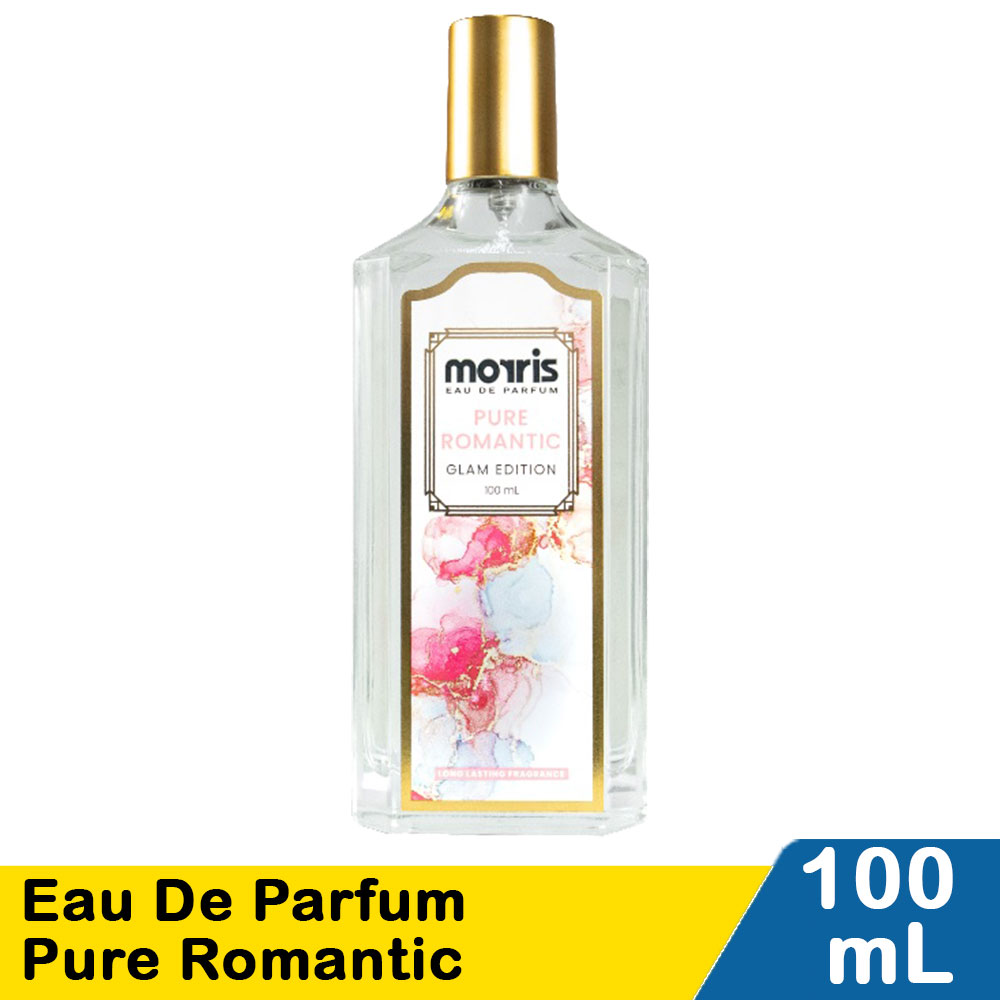 morris
EAU DE PARFUM
PURE
ROMANTIC
GLAM EDITION
100 mL
LONG LASTING FRAGRANCE
Eau De Parfum
Pure Romantic
100
mL